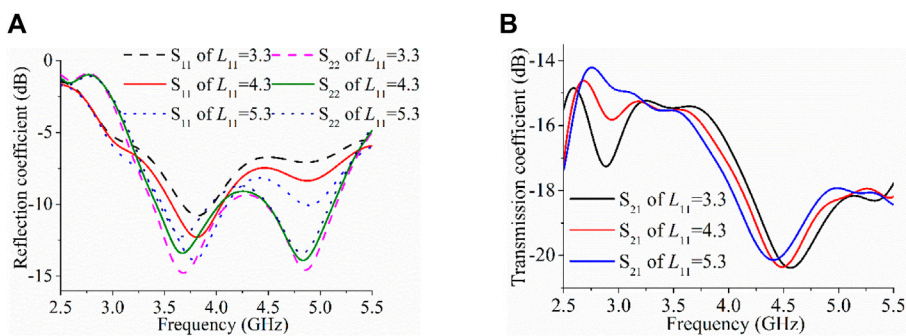 A
S11 of L11=3.3 S22 of L11=3.3
S11 of L11=4.3 S22 of L11=4.3
S11 of L11=5.3 S22 of L11=5.3
Reflection coefficient (dB)
0
-5
-10
-15
2.5 3.0 3.5 4.0 4.5 5.0 5.5
Frequency (GHz)
B
Transmission coefficient (dB)
-14
-16
-18
-20
S21 of L11=3.3
S21 of L11=4.3
S21 of L11=5.3
2.5 3.0 3.5 4.0 4.5 5.0 5.5
Frequency (GHz)